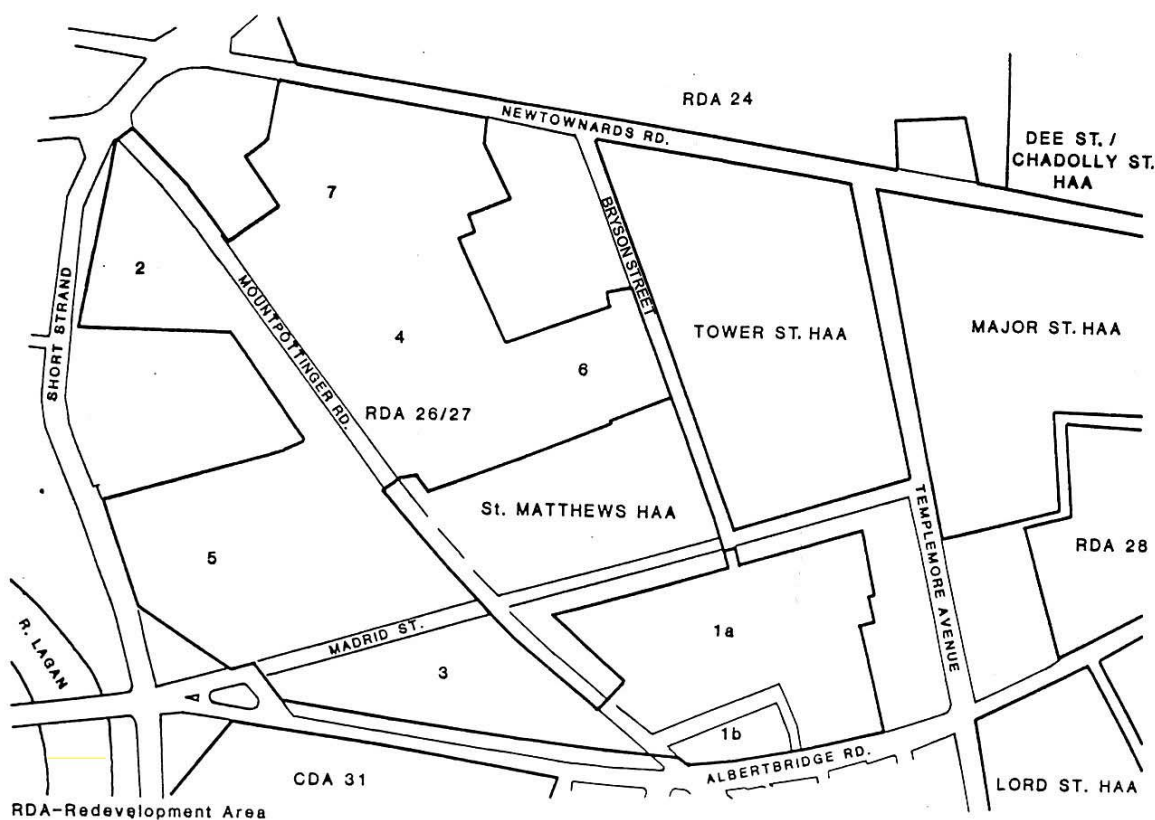 RDA 24
NEWTOWNARDS RD.
DEE ST. /
CHADOLLY ST.
HAA
7
BRYSON STREET
2
SHORT STRAND
MOUNTPOTTINGER RD.
4
TOWER ST. HAA
MAJOR ST. HAA
6
RDA 26/27
St. MATTHEWS HAA
TEMPLEMORE AVENUE
RDA 28
5
R. LAGAN
MADRID ST.
1a
3
1b
ALBERTBRIDGE RD.
CDA 31
LORD ST. HAA
RDA-Redevelopment Area